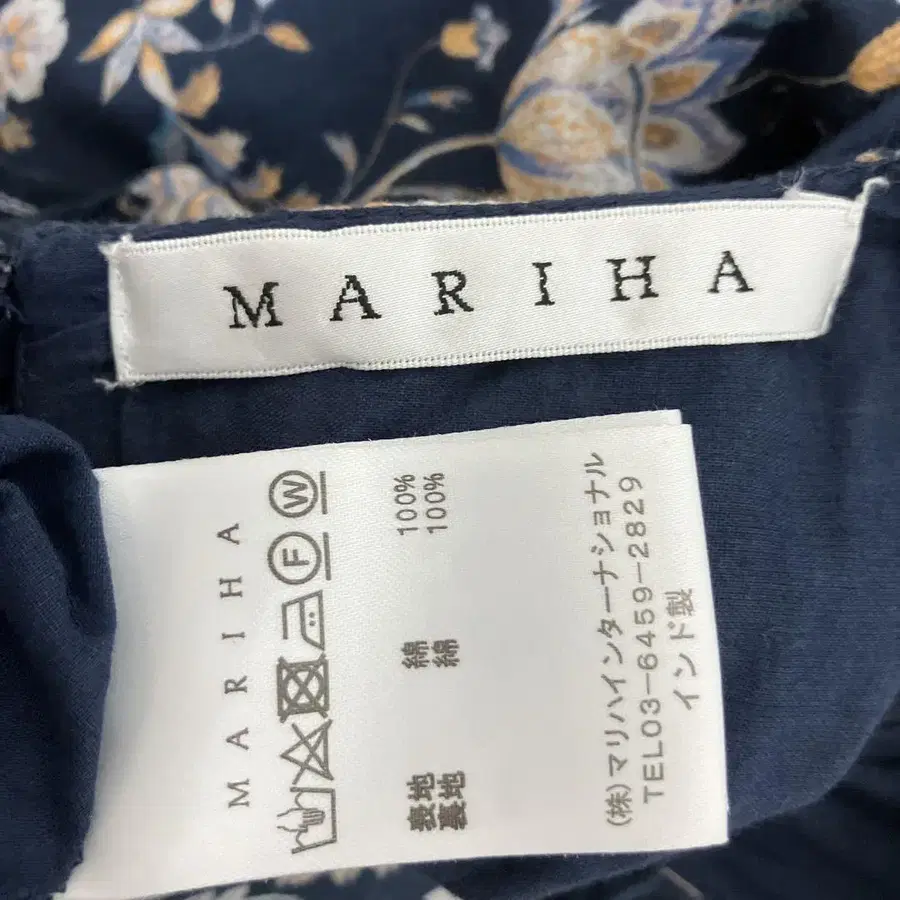 MARIHA
MARIHA
W
F
表地 綿 100%
裏地 綿 100%
(株)マリハインターナショナル
TEL03-6459-2829
インド製